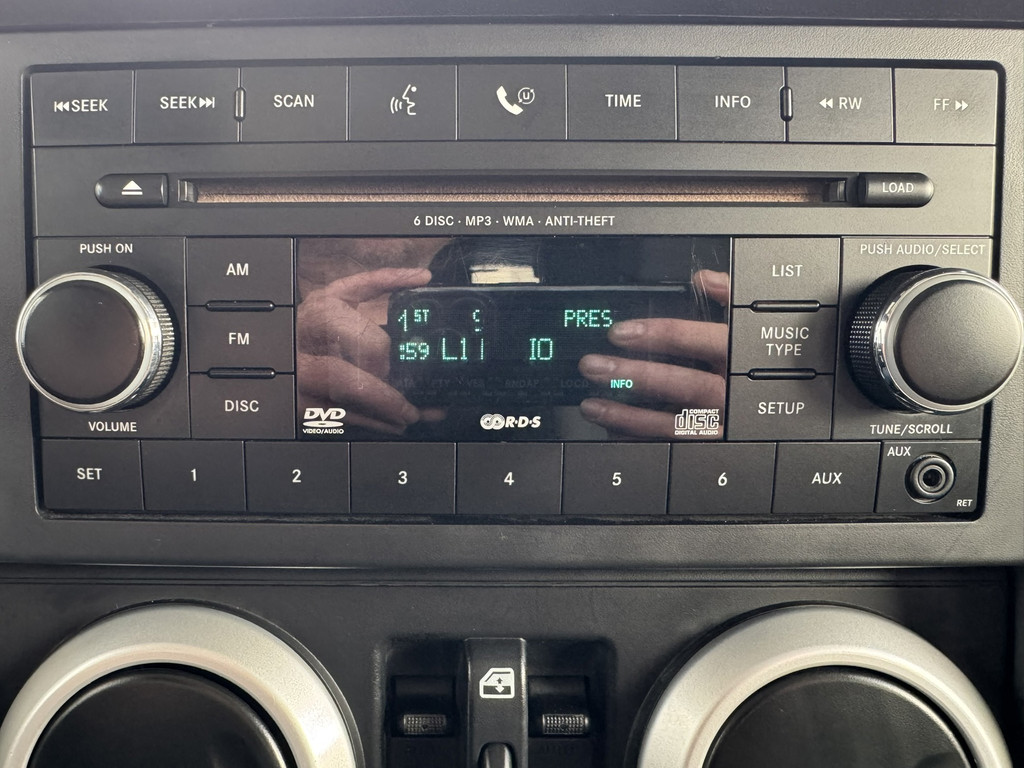 SEEK
SEEK
SCAN
U
TIME
INFO
RW
FF
LOAD
6 DISC · MP3 · WMA · ANTI-THEFT
PUSH ON
VOLUME
AM
FM
DISC
1ST
PRES
:59
IO
INFO
DVD
VIDEO/AUDIO
R·D·S
COMPACT
disc
DIGITAL AUDIO
LIST
MUSIC
TYPE
SETUP
PUSH AUDIO/SELECT
TUNE/SCROLL
SET
1
2
3
4
5
6
AUX
AUX
RET